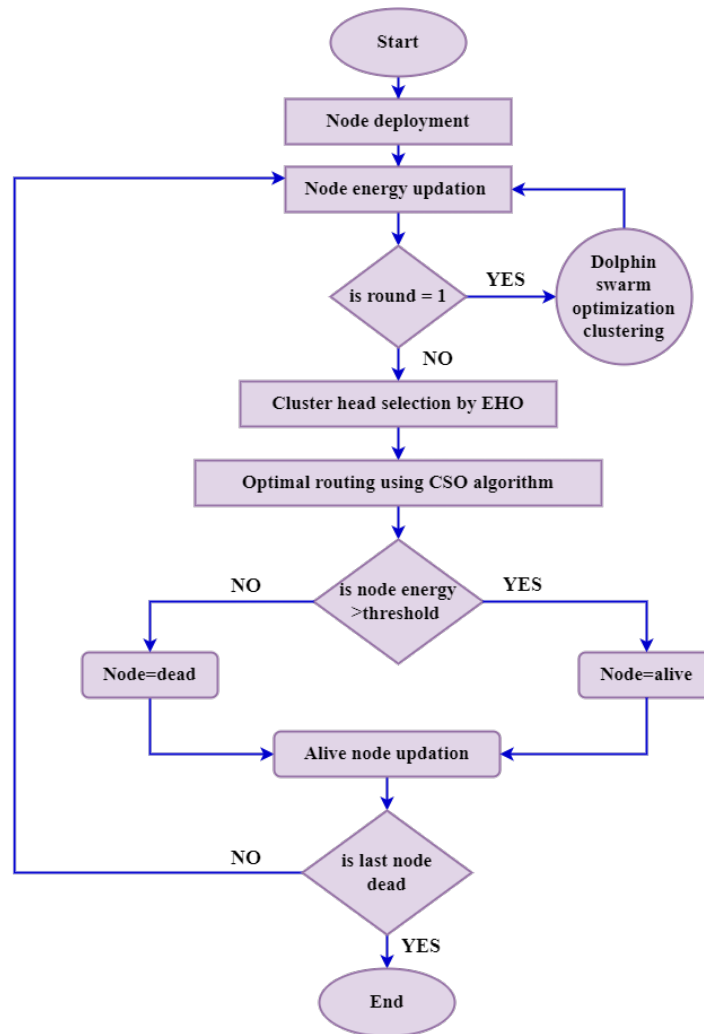 Start
Node deployment
Node energy updation
is round = 1
YES
Dolphin
swarm
optimization
clustering
NO
Cluster head selection by EHO
Optimal routing using CSO algorithm
NO
is node energy
>threshold
YES
Node=dead
Node=alive
Alive node updation
NO
is last node
dead
YES
End